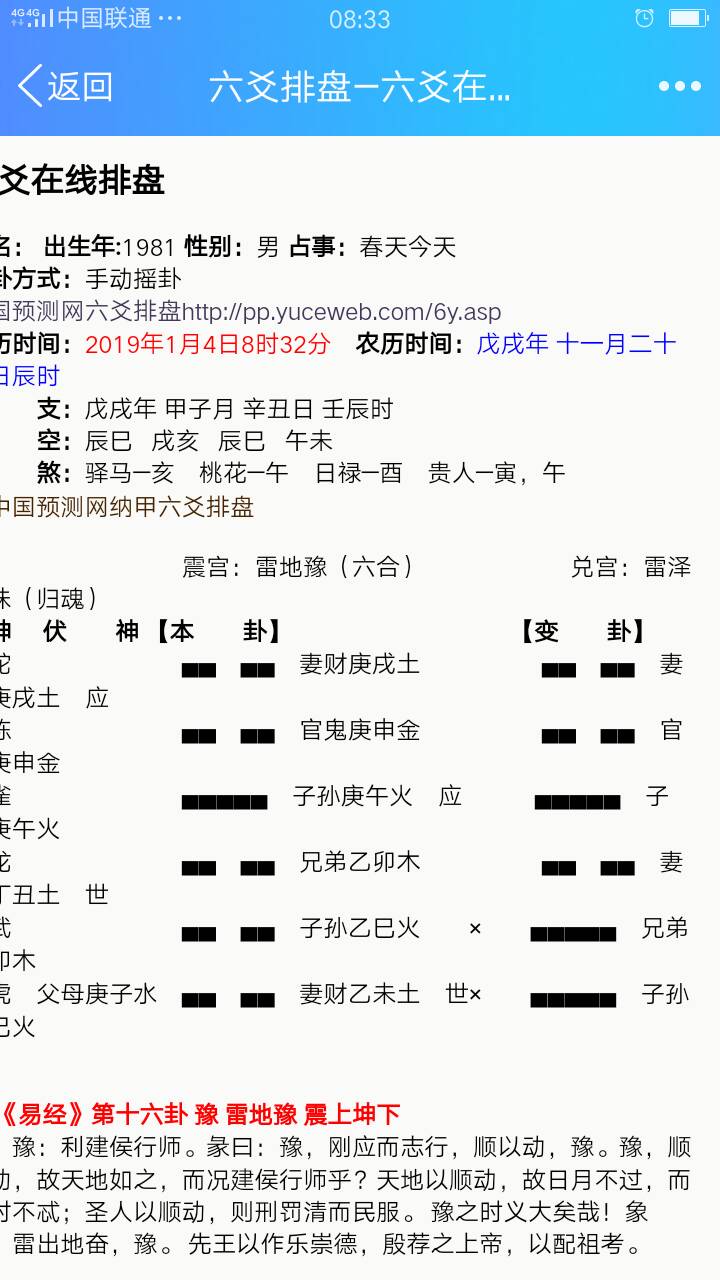 4G 4G 中国联通 ··· 08:33
返回 六爻排盘—六爻在... •••
爻在线排盘
名： 出生年:1981 性别： 男 占事： 春天今天
卦方式： 手动摇卦
国预测网六爻排盘http://pp.yuceweb.com/6y.asp
历时间： 2019年1月4日8时32分 农历时间： 戊戌年 十一月二十
日辰时
支： 戊戌年 甲子月 辛丑日 壬辰时
空： 辰巳 戌亥 辰巳 午未
煞： 驿马—亥 桃花—午 日禄—酉 贵人—寅，午
中国预测网纳甲六爻排盘
震宫：雷地豫（六合） 兑宫：雷泽
妹（归魂）
神 伏 神 【本 卦】 【变 卦】
蛇 妻财庚戌土 妻
庚戌土 应
陈 官鬼庚申金 官
庚申金
雀 子孙庚午火 应 子
庚午火
龙 兄弟乙卯木 妻
丁丑土 世
武 子孙乙巳火 × 兄弟
卯木
虎 父母庚子水 妻财乙未土 世× 子孙
巳火
《易经》第十六卦 豫 雷地豫 震上坤下
豫：利建侯行师。彖曰：豫，刚应而志行，顺以动，豫。豫，顺
动，故天地如之，而况建侯行师乎？天地以顺动，故日月不过，而
时不忒；圣人以顺动，则刑罚清而民服。豫之时义大矣哉！象
雷出地奋，豫。先王以作乐崇德，殷荐之上帝，以配祖考。